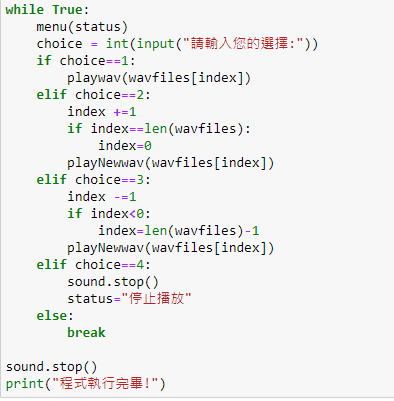 while True:
    menu(status)
    choice = int(input("請輸入您的選擇:"))
    if choice==1:
        playwav(wavfiles[index])
    elif choice==2:
        index +=1
        if index==len(wavfiles):
            index=0
        playNewwav(wavfiles[index])
    elif choice==3:
        index -=1
        if index<0:
            index=len(wavfiles)-1
        playNewwav(wavfiles[index])
    elif choice==4:
        sound.stop()
        status="停止播放"
    else:
        break

sound.stop()
print("程式執行完畢!")